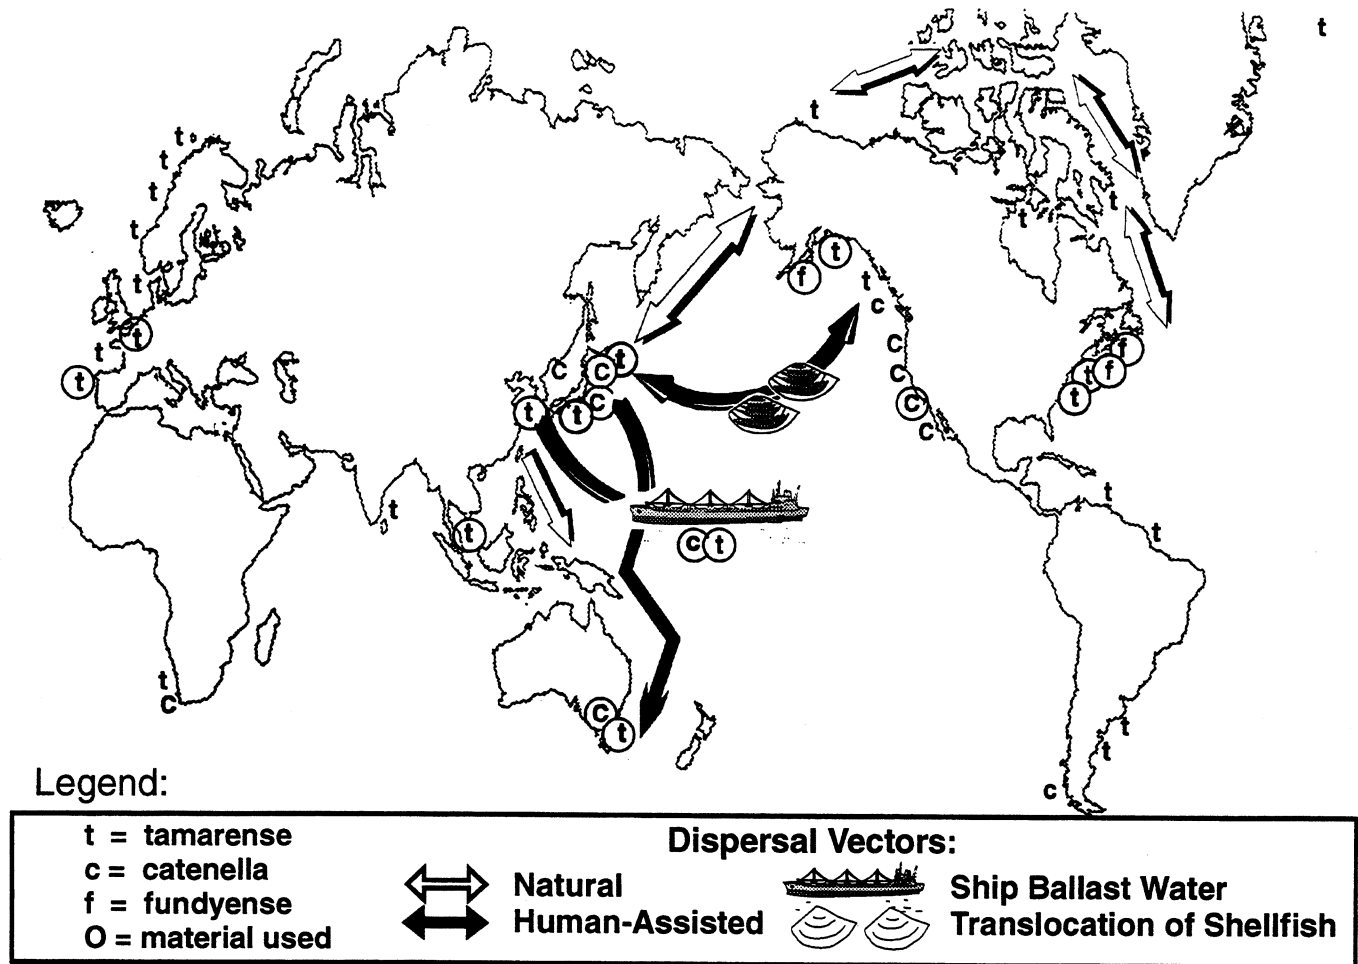 t
t
t
t
t
t
t
t
t
t
t
f
t
t
c
f
t
t
c
t
t
c
c
c
f
t
t
c
t
c
c
t
t
c
t
t
t
t
c t
t
c
c
t
t
t
c
Legend:
t = tamarense
c = catenella
f = fundyense
O = material used
Dispersal Vectors:
Natural
Human-Assisted
Ship Ballast Water
Translocation of Shellfish